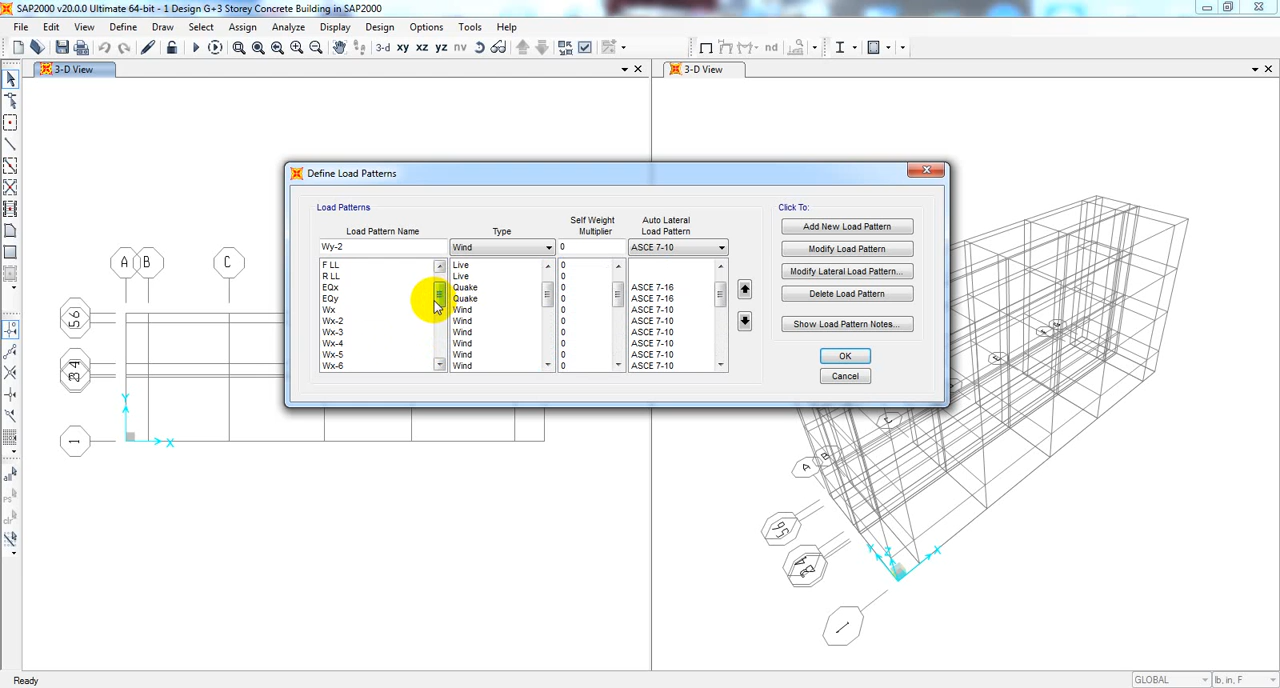 SAP2000 v20.0.0 Ultimate 64-bit - 1 Design G+3 Storey Concrete Building in SAP2000
File Edit View Define Draw Select Assign Analyze Display Design Options Tools Help
3-d xy xz yz nv nd
3-D View
3-D View
Define Load Patterns
Load Patterns
Click To:
Load Pattern Name Type Self Weight Multiplier Auto Lateral Load Pattern
Wy-2 Wind 0 ASCE 7-10
F LL Live 0
R LL Live 0
EQx Quake 0 ASCE 7-16
EQy Quake 0 ASCE 7-16
Wx Wind 0 ASCE 7-10
Wx-2 Wind 0 ASCE 7-10
Wx-3 Wind 0 ASCE 7-10
Wx-4 Wind 0 ASCE 7-10
Wx-5 Wind 0 ASCE 7-10
Wx-6 Wind 0 ASCE 7-10
Add New Load Pattern
Modify Load Pattern
Modify Lateral Load Pattern...
Delete Load Pattern
Show Load Pattern Notes...
OK
Cancel
A B C
1
Y
X
A
B
1
Y Z X
Ready
GLOBAL
lb, in, F